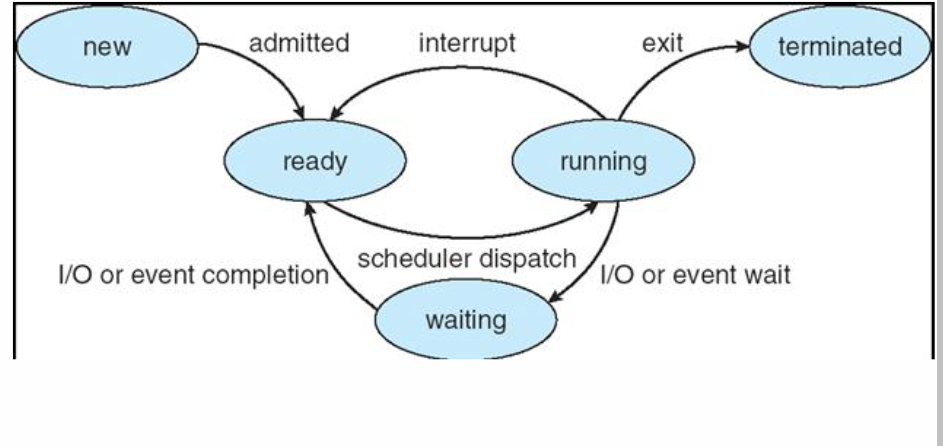 new
admitted
interrupt
exit
terminated
ready
running
scheduler dispatch
I/O or event completion
I/O or event wait
waiting